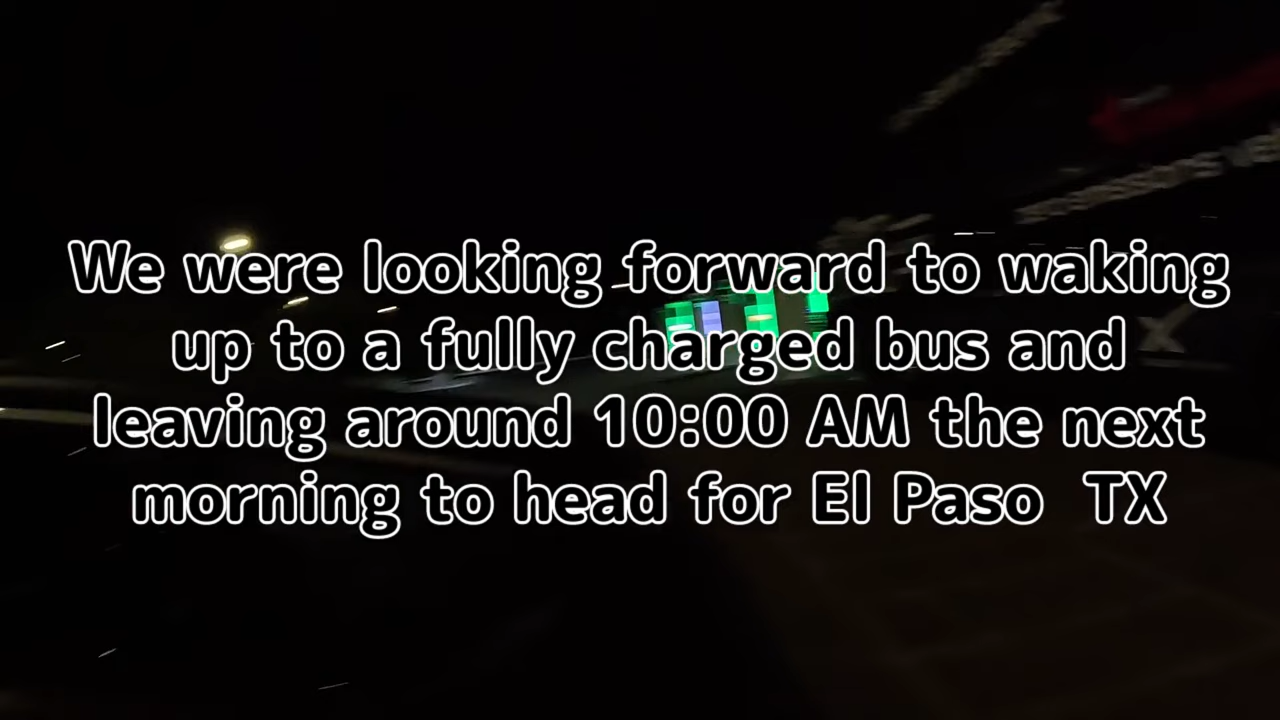 We were looking forward to waking
up to a fully charged bus and
leaving around 10:00 AM the next
morning to head for El Paso  TX